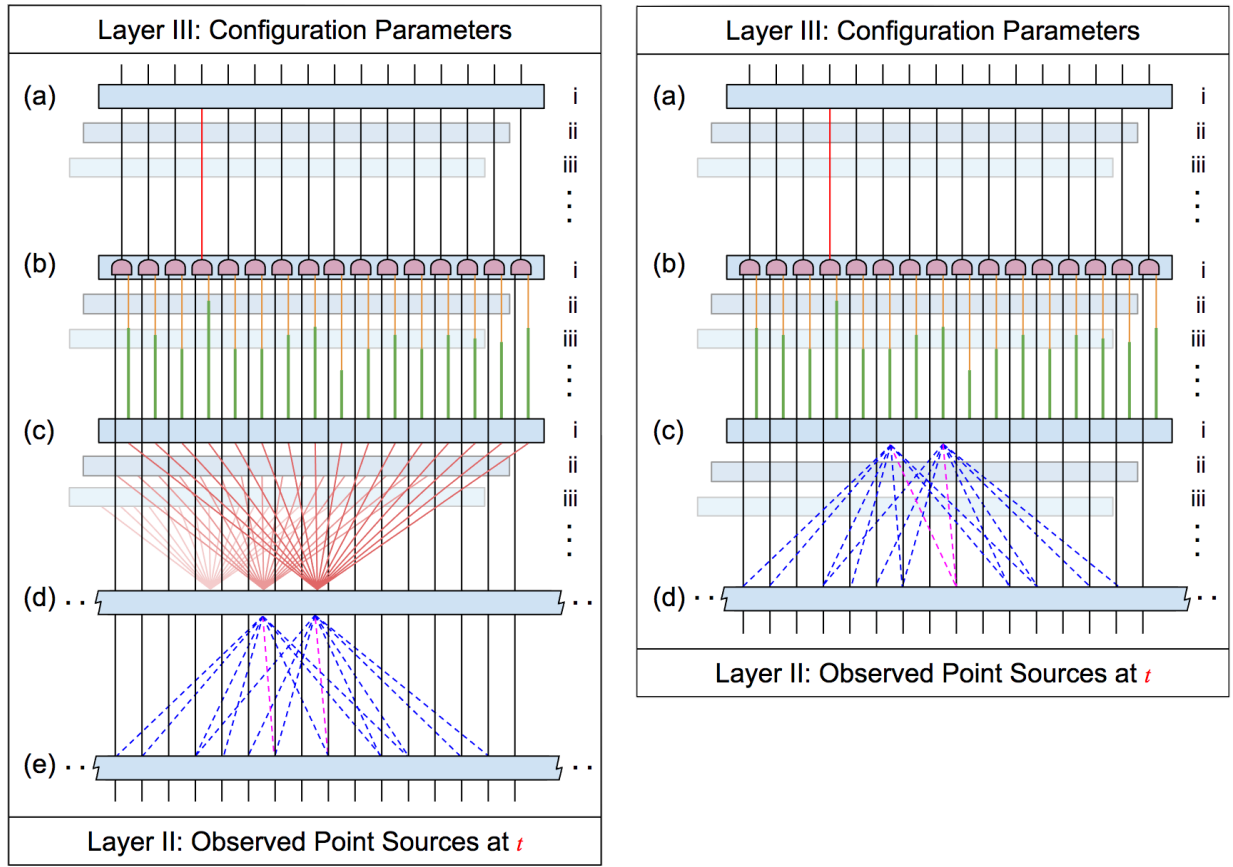 Layer III: Configuration Parameters
(a)
i
ii
iii
(b)
i
ii
iii
(c)
i
ii
iii
(d)
(e)
Layer II: Observed Point Sources at t
Layer III: Configuration Parameters
(a)
i
ii
iii
(b)
i
ii
iii
(c)
i
ii
iii
(d)
Layer II: Observed Point Sources at t